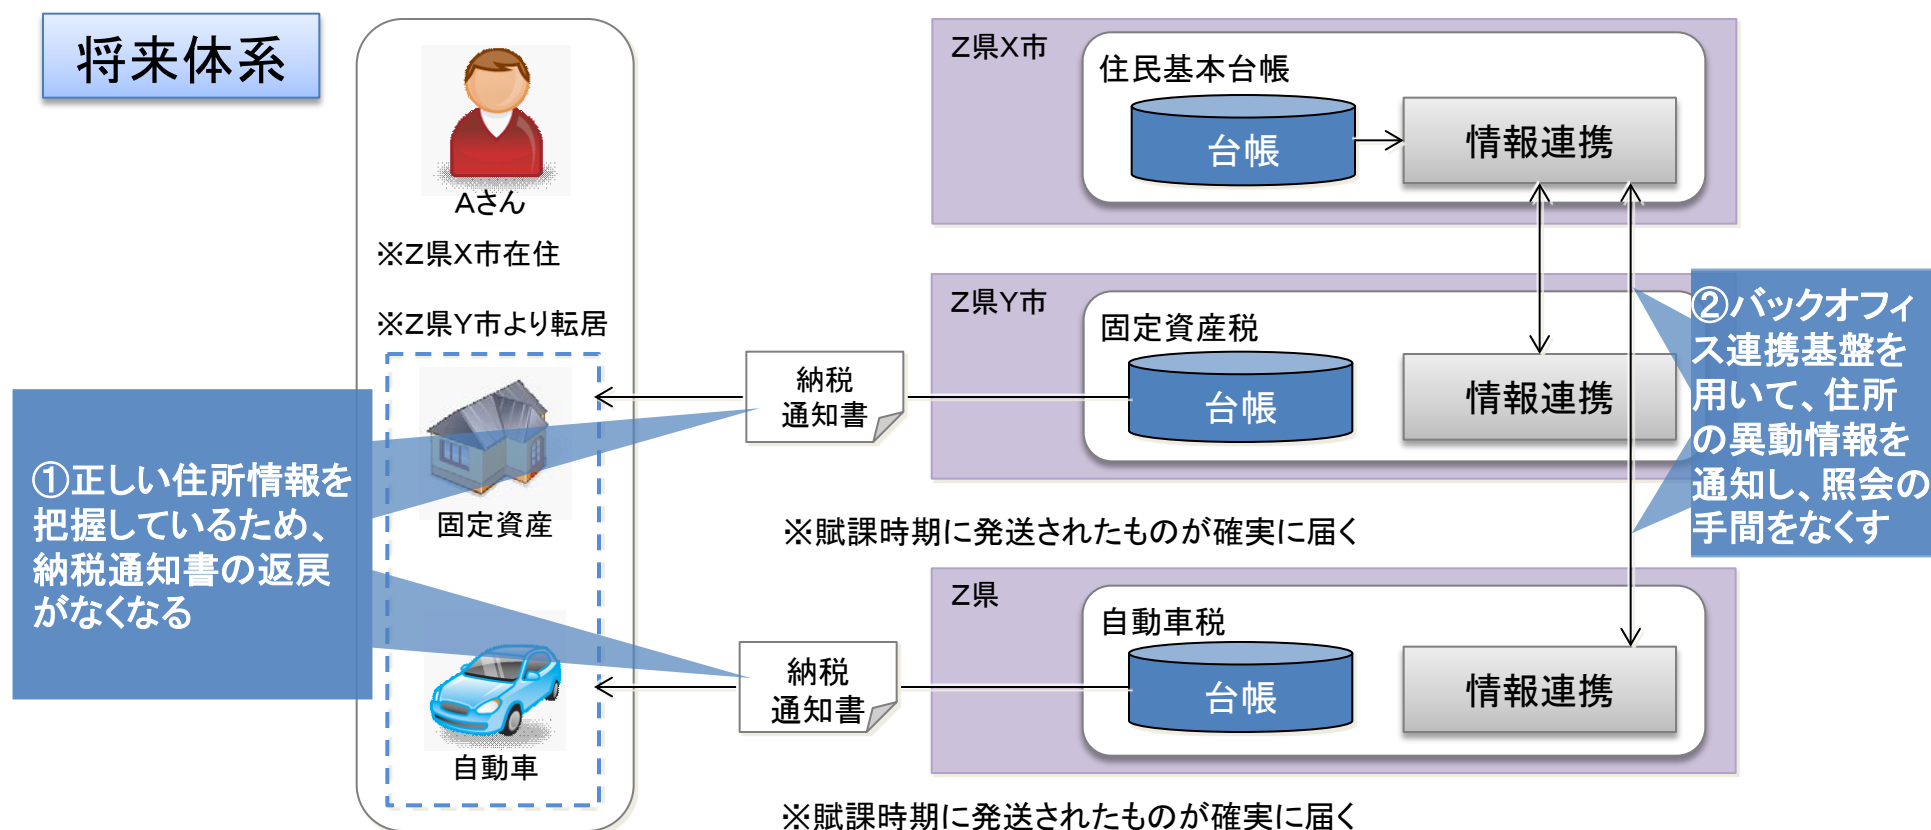 将来体系
Aさん
※Z県X市在住
※Z県Y市より転居
固定資産
自動車
①正しい住所情報を
把握しているため、
納税通知書の返戻
がなくなる
納税
通知書
納税
通知書
Z県X市
住民基本台帳
台帳
情報連携
Z県Y市
固定資産税
台帳
情報連携
※賦課時期に発送されたものが確実に届く
Z県
自動車税
台帳
情報連携
※賦課時期に発送されたものが確実に届く
②バックオフィ
ス連携基盤を
用いて、住所
の異動情報を
通知し、照会の
手間をなくす